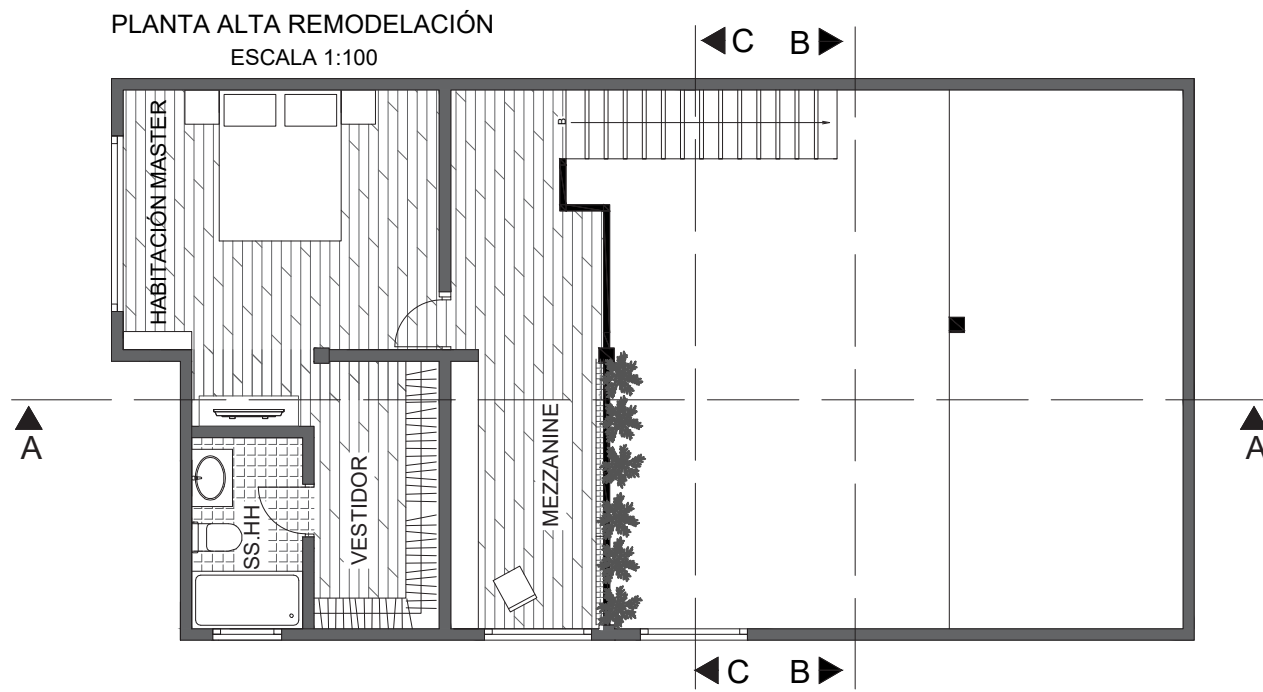 PLANTA ALTA REMODELACIÓN
ESCALA 1:100
C B
B
HABITACIÓN MASTER
A A
MEZZANINE
VESTIDOR
SS.HH
C B